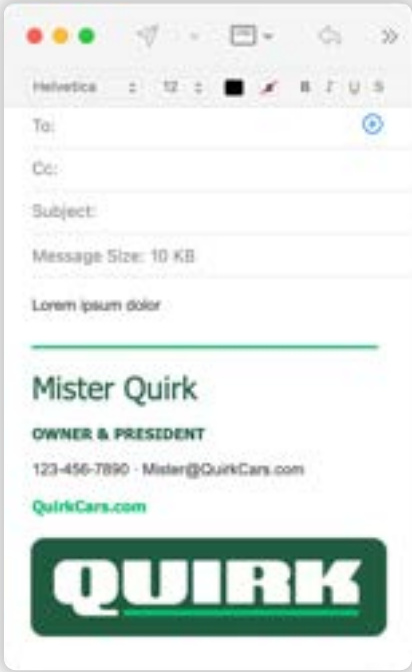 Helvetica 12 B I U S
To:
Cc:
Subject:
Message Size: 10 KB
Lorem ipsum dolor
Mister Quirk
OWNER & PRESIDENT
123-456-7890 · Mister@QuirkCars.com
QuirkCars.com
QUIRK